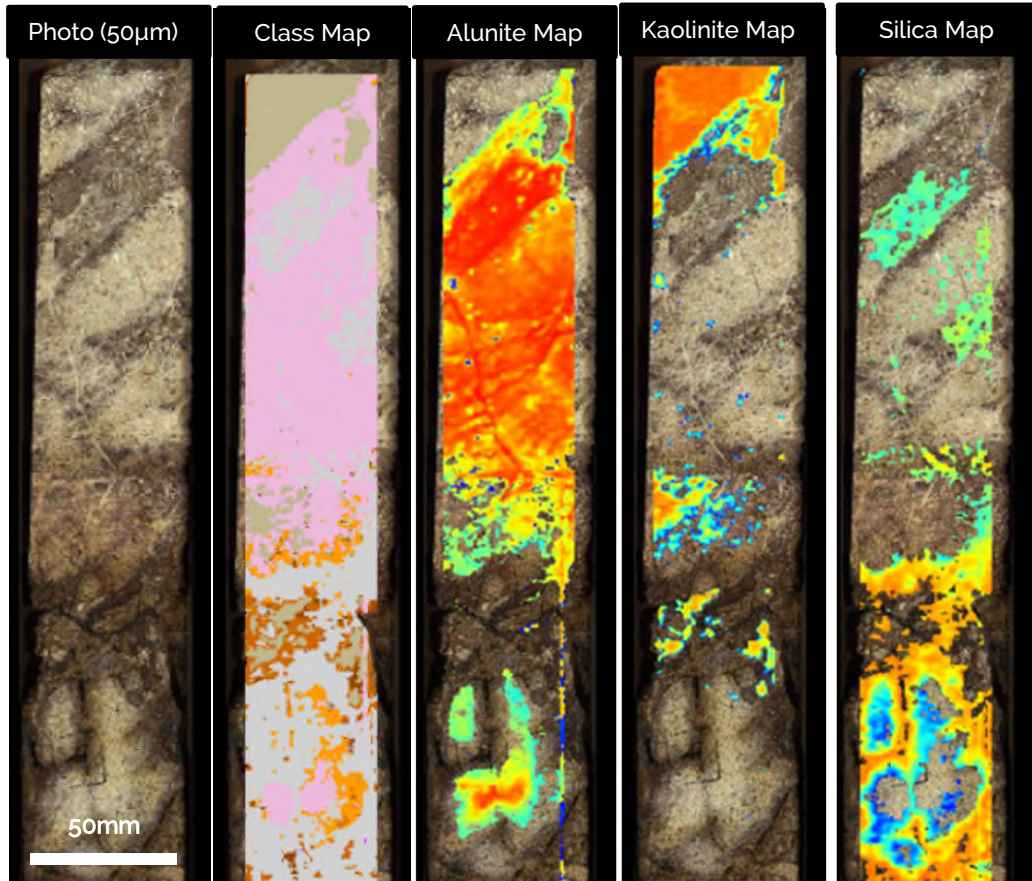 Photo (50µm)
Class Map
Alunite Map
Kaolinite Map
Silica Map
50mm